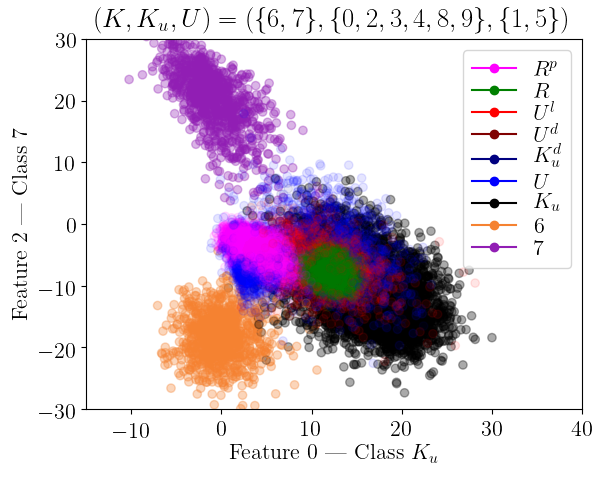 (K, K_u, U) = ({6, 7}, {0, 2, 3, 4, 8, 9}, {1, 5})
30
20
10
0
−10
−20
−30
Feature 2 — Class 7
R^p
R
U^l
U^d
K_u^d
U
K_u
6
7
−10
0
10
20
30
40
Feature 0 — Class K_u